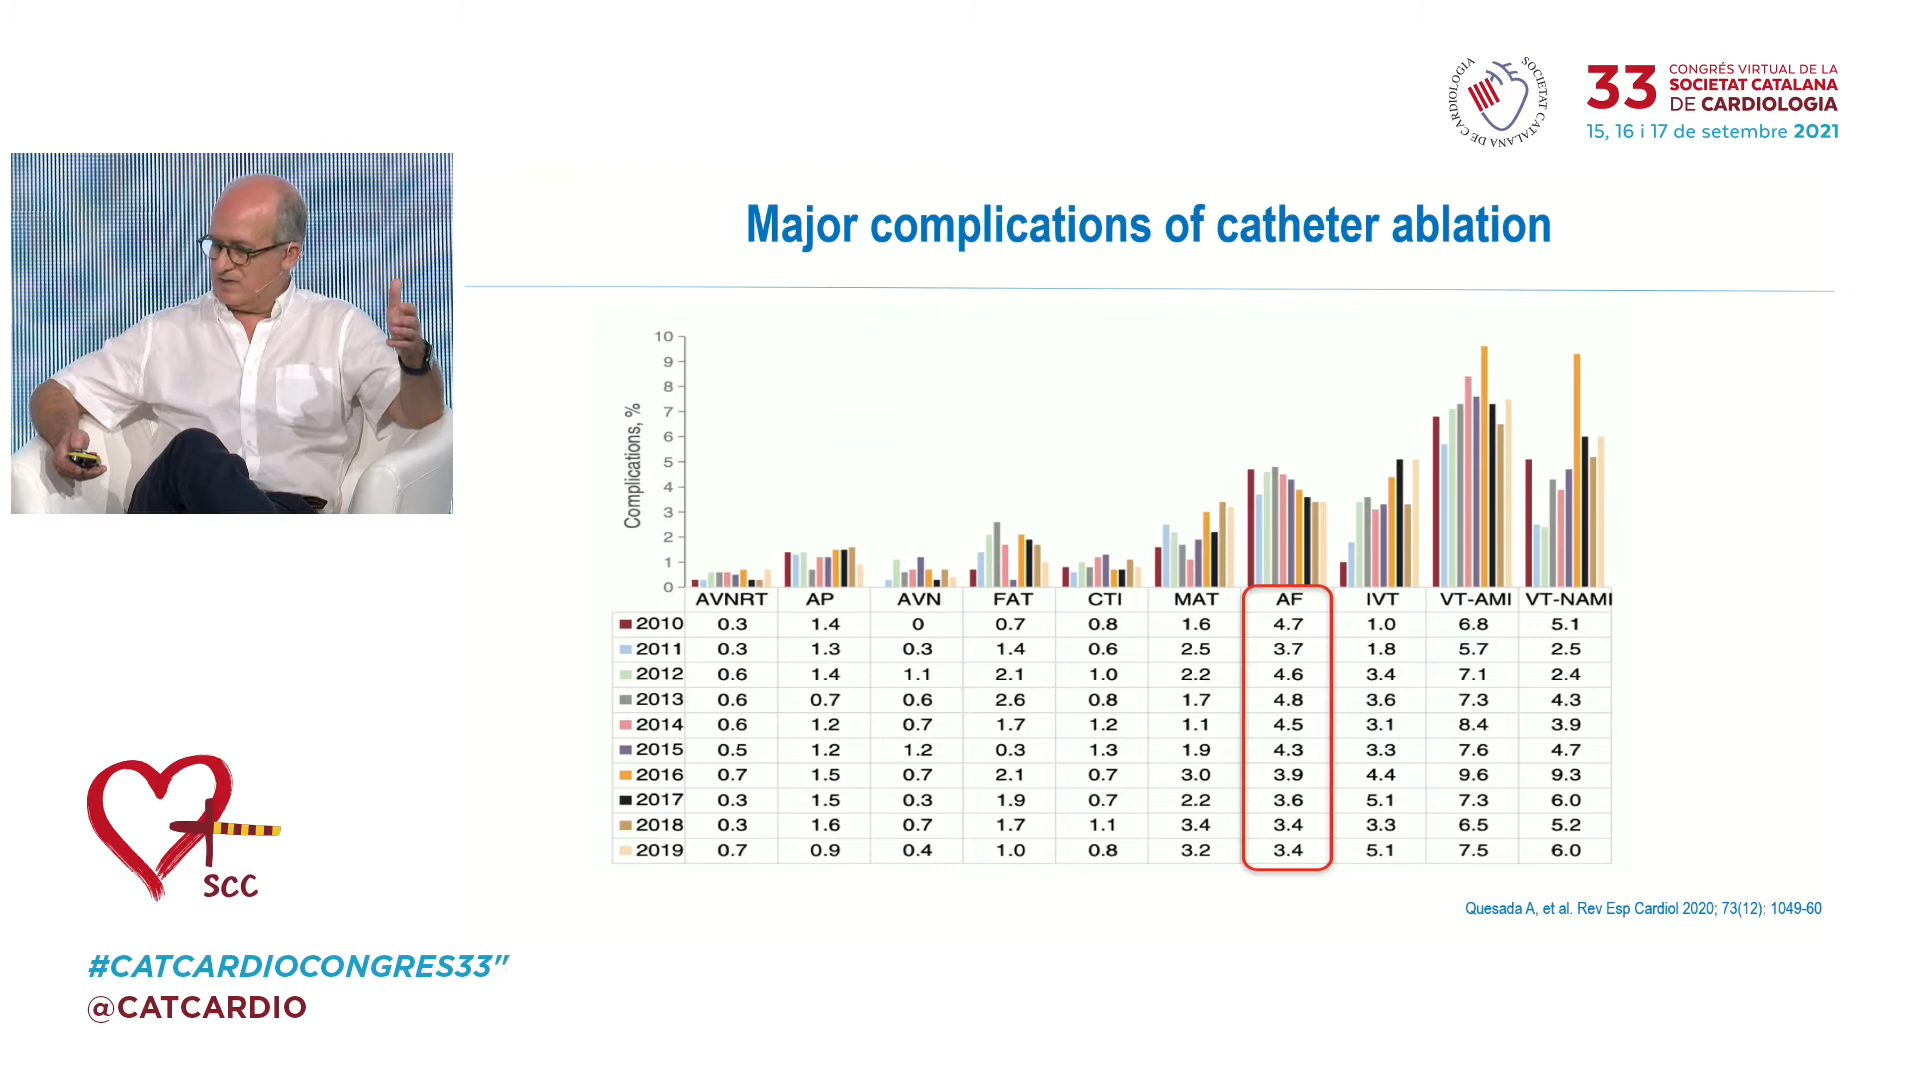 SOCIETAT CATALANA DE CARDIOLOGIA
33
CONGRÉS VIRTUAL DE LA
SOCIETAT CATALANA
DE CARDIOLOGIA
15, 16 i 17 de setembre 2021
Major complications of catheter ablation
Complications, %
10
9
8
7
6
5
4
3
2
1
0
AVNRT AP AVN FAT CTI MAT AF IVT VT-AMI VT-NAMI
2010 0.3 1.4 0 0.7 0.8 1.6 4.7 1.0 6.8 5.1
2011 0.3 1.3 0.3 1.4 0.6 2.5 3.7 1.8 5.7 2.5
2012 0.6 1.4 1.1 2.1 1.0 2.2 4.6 3.4 7.1 2.4
2013 0.6 0.7 0.6 2.6 0.8 1.7 4.8 3.6 7.3 4.3
2014 0.6 1.2 0.7 1.7 1.2 1.1 4.5 3.1 8.4 3.9
2015 0.5 1.2 1.2 0.3 1.3 1.9 4.3 3.3 7.6 4.7
2016 0.7 1.5 0.7 2.1 0.7 3.0 3.9 4.4 9.6 9.3
2017 0.3 1.5 0.3 1.9 0.7 2.2 3.6 5.1 7.3 6.0
2018 0.3 1.6 0.7 1.7 1.1 3.4 3.4 3.3 6.5 5.2
2019 0.7 0.9 0.4 1.0 0.8 3.2 3.4 5.1 7.5 6.0
Quesada A, et al. Rev Esp Cardiol 2020; 73(12): 1049-60
SCC
#CATCARDIOCONGRES33"
@CATCARDIO